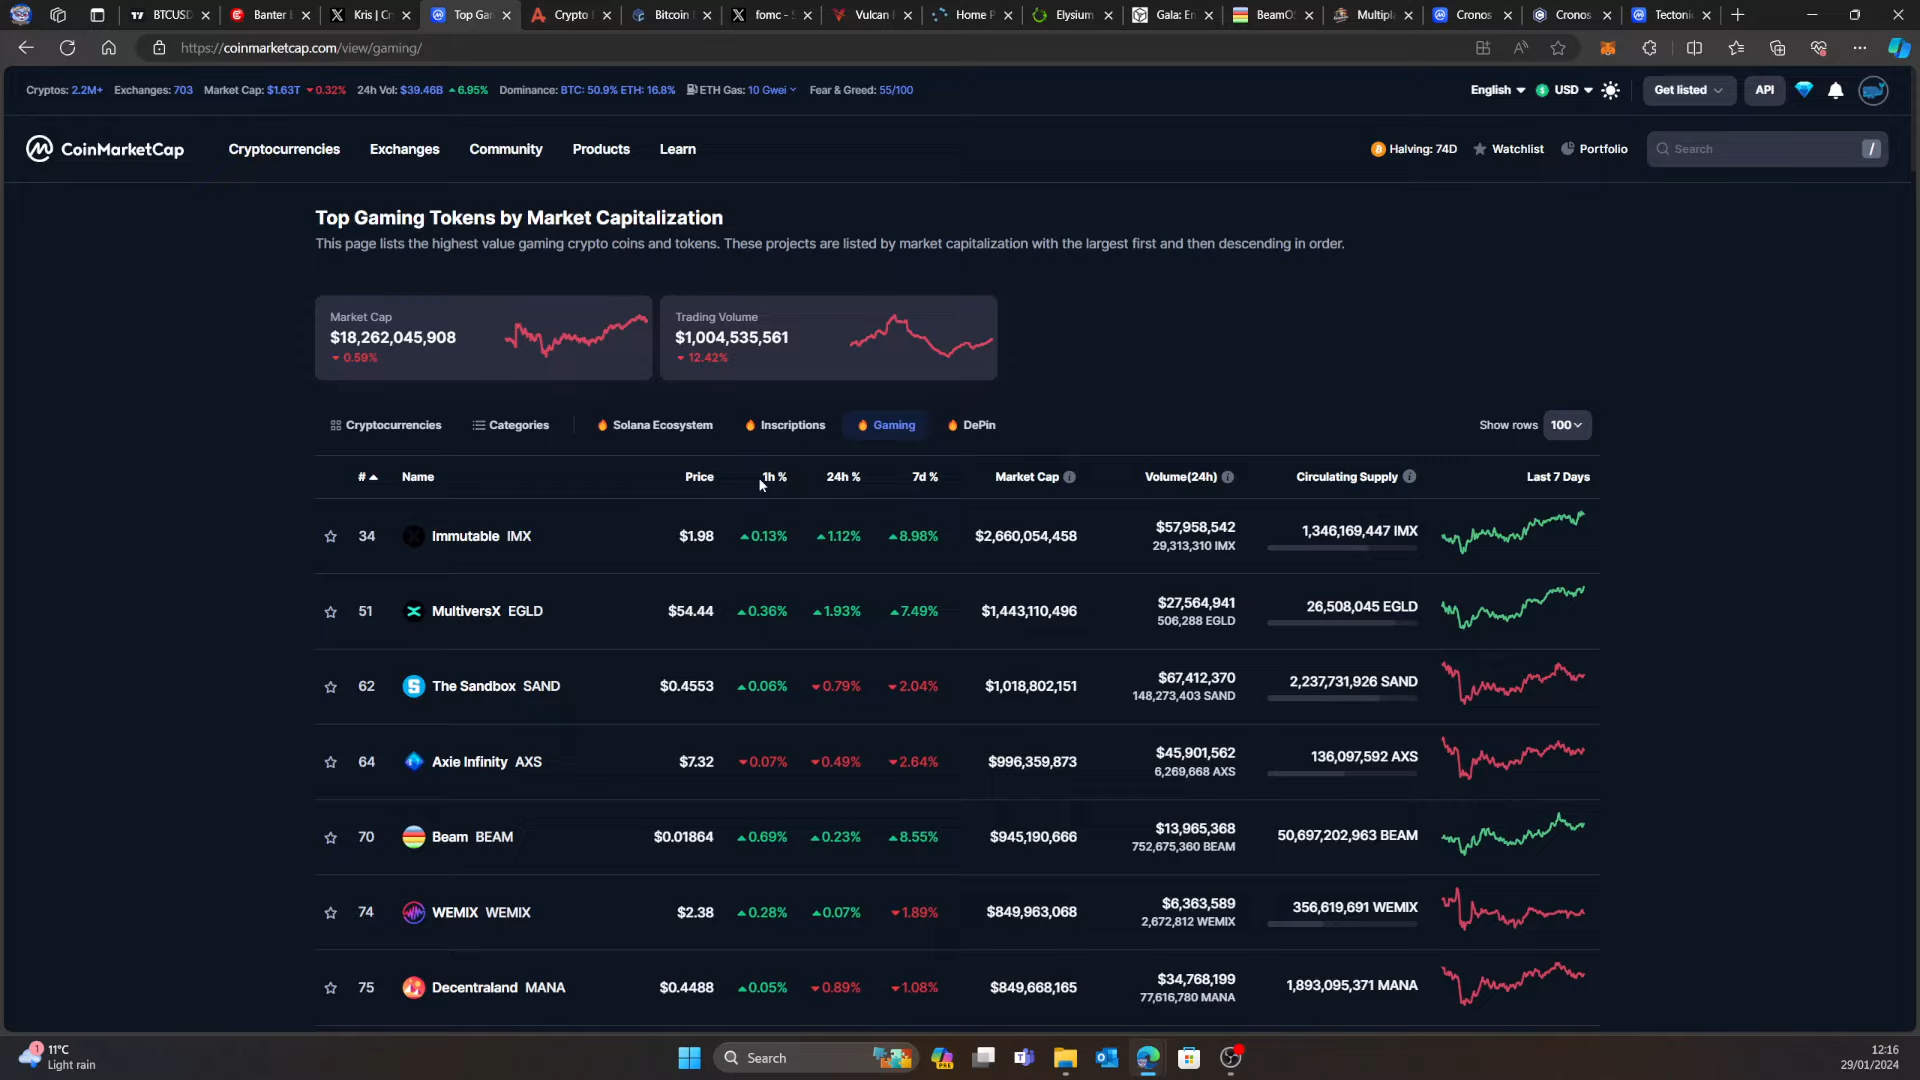 BTCUSD
Banter
Kris | C
Top Ga
Crypto
Bitcoin
fomc -
Vulcan
Home P
Elysium
Gala: E
BeamO
Multipl
Cronos
Cronos
Tectoni
https://coinmarketcap.com/view/gaming/
Cryptos: 2.2M+ Exchanges: 703 Market Cap: $1.63T 0.32% 24h Vol: $39.46B 6.95% Dominance: BTC: 50.9% ETH: 16.8% ETH Gas: 10 Gwei Fear & Greed: 55/100
English USD Get listed API
CoinMarketCap Cryptocurrencies Exchanges Community Products Learn
Halving: 74D Watchlist Portfolio Search /
Top Gaming Tokens by Market Capitalization
This page lists the highest value gaming crypto coins and tokens. These projects are listed by market capitalization with the largest first and then descending in order.
Market Cap
$18,262,045,908
0.59%
Trading Volume
$1,004,535,561
12.42%
Cryptocurrencies Categories Solana Ecosystem Inscriptions Gaming DePin Show rows 100
# Name Price 1h % 24h % 7d % Market Cap Volume(24h) Circulating Supply Last 7 Days
34 Immutable IMX $1.98 0.13% 1.12% 8.98% $2,660,054,458 $57,958,542 1,346,169,447 IMX
29,313,310 IMX
51 MultiversX EGLD $54.44 0.36% 1.93% 7.49% $1,443,110,496 $27,564,941 26,508,045 EGLD
506,288 EGLD
62 The Sandbox SAND $0.4553 0.06% 0.79% 2.04% $1,018,802,151 $67,412,370 2,237,731,926 SAND
148,273,403 SAND
64 Axie Infinity AXS $7.32 0.07% 0.49% 2.64% $996,359,873 $45,901,562 136,097,592 AXS
6,269,668 AXS
70 Beam BEAM $0.01864 0.69% 0.23% 8.55% $945,190,666 $13,965,368 50,697,202,963 BEAM
752,675,360 BEAM
74 WEMIX WEMIX $2.38 0.28% 0.07% 1.89% $849,963,068 $6,363,589 356,619,691 WEMIX
2,672,812 WEMIX
75 Decentraland MANA $0.4488 0.05% 0.89% 1.08% $849,668,165 $34,768,199 1,893,095,371 MANA
77,616,780 MANA
1
11°C
Light rain
Search
PRE
12:16
29/01/2024